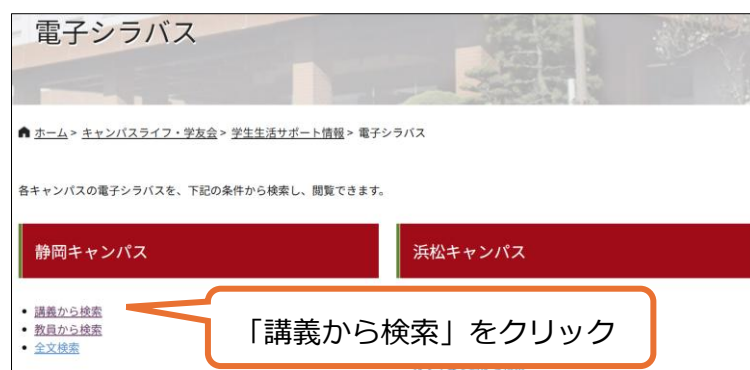 電子シラバス
ホーム > キャンパスライフ・学友会 > 学生生活サポート情報 > 電子シラバス
各キャンパスの電子シラバスを、下記の条件から検索し、閲覧できます。
静岡キャンパス
浜松キャンパス
• 講義から検索
• 教員から検索
• 全文検索
「講義から検索」をクリック